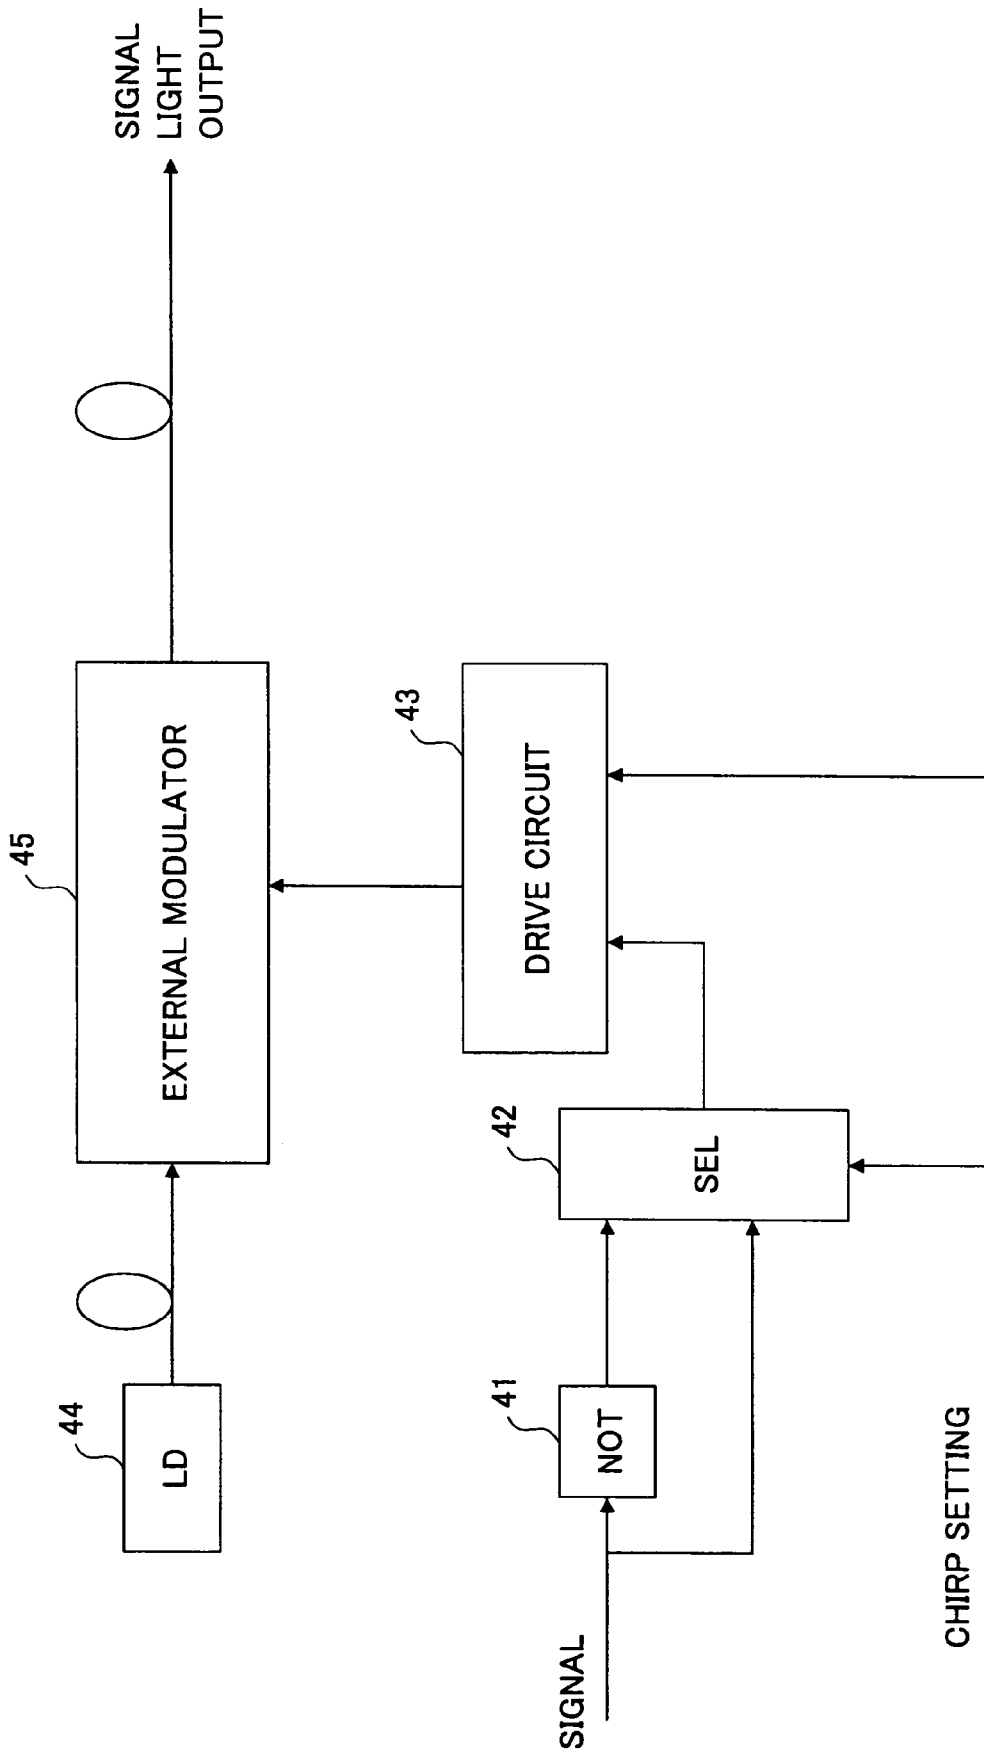 44
LD
45
EXTERNAL MODULATOR
SIGNAL
LIGHT
OUTPUT
SIGNAL
41
NOT
42
SEL
43
DRIVE CIRCUIT
CHIRP SETTING